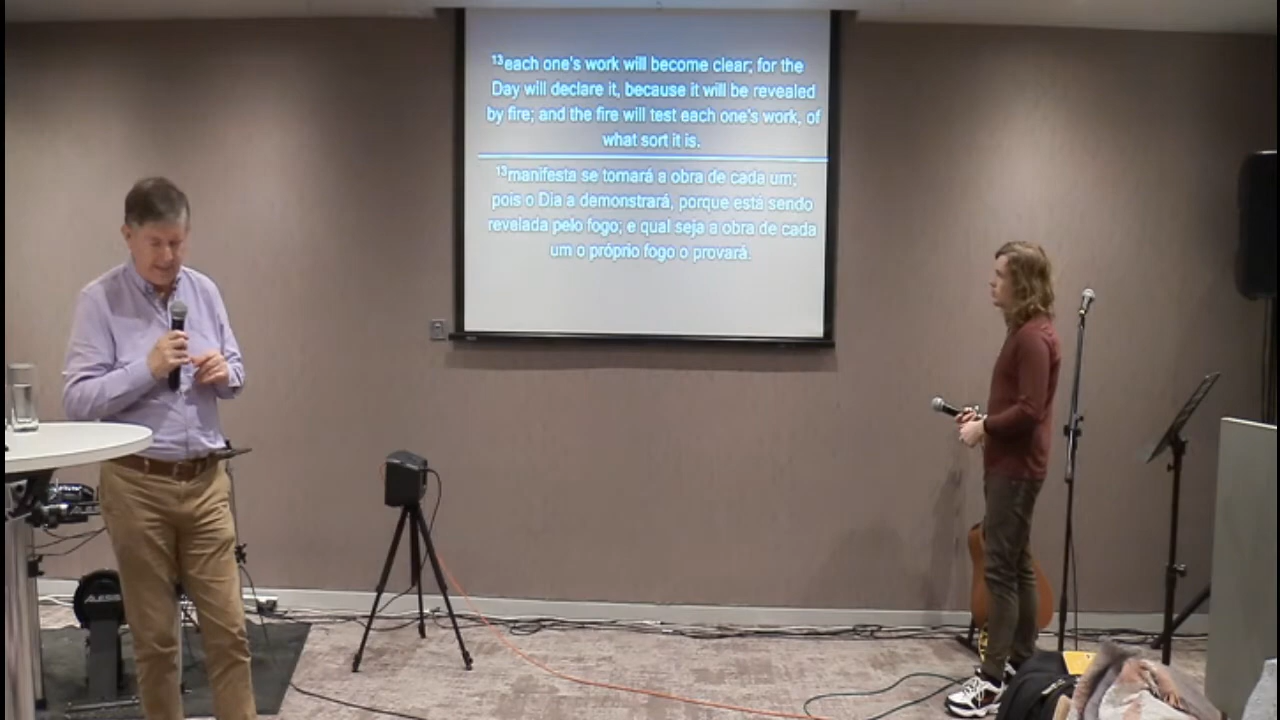 13each one's work will become clear; for the
Day will declare it, because it will be revealed
by fire; and the fire will test each one's work, of
what sort it is.
13manifesta se tornará a obra de cada um;
pois o Dia a demonstrará, porque está sendo
revelada pelo fogo; e qual seja a obra de cada
um o próprio fogo o provará.
ALESIS